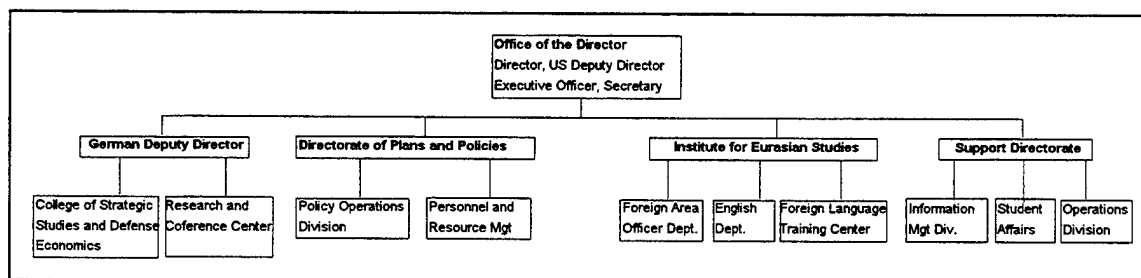 Office of the Director
Director, US Deputy Director
Executive Officer, Secretary
German Deputy Director
Directorate of Plans and Policies
Institute for Eurasian Studies
Support Directorate
College of Strategic
Studies and Defense
Economics
Research and
Coference Center
Policy Operations
Division
Personnel and
Resource Mgt
Foreign Area
Officer Dept.
English
Dept.
Foreign Language
Training Center
Information
Mgt Div.
Student
Affairs
Operations
Division